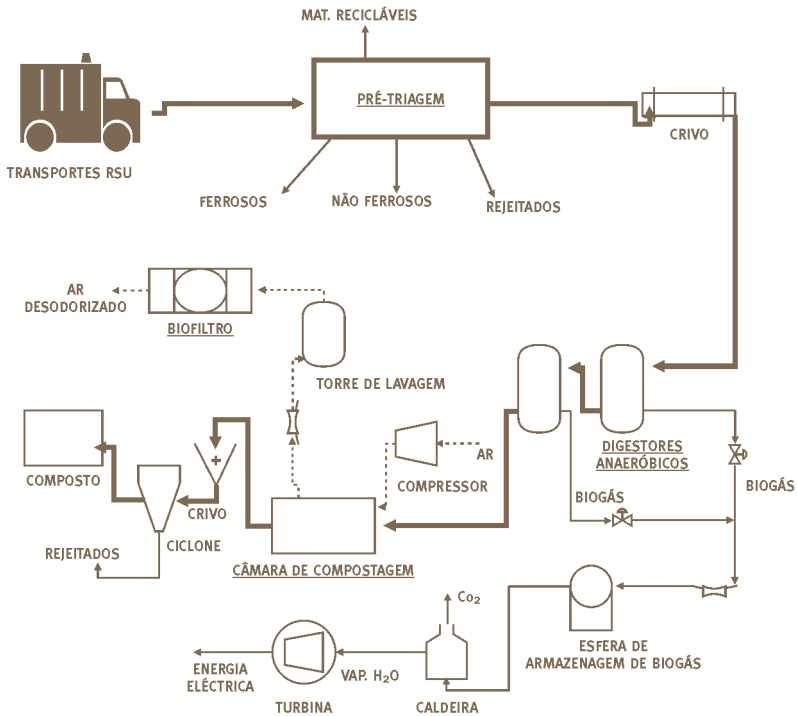 MAT. RECICLÁVEIS
PRÉ-TRIAGEM
CRIVO
TRANSPORTES RSU
FERROSOS
NÃO FERROSOS
REJEITADOS
AR
DESODORIZADO
BIOFILTRO
TORRE DE LAVAGEM
COMPOSTO
CRIVO
CICLONE
REJEITADOS
AR
COMPRESSOR
CÂMARA DE COMPOSTAGEM
DIGESTORES
ANAERÓBICOS
BIOGÁS
BIOGÁS
ESFERA DE
ARMAZENAGEM DE BIOGÁS
Co₂
CALDEIRA
VAP. H₂O
TURBINA
ENERGIA
ELÉCTRICA